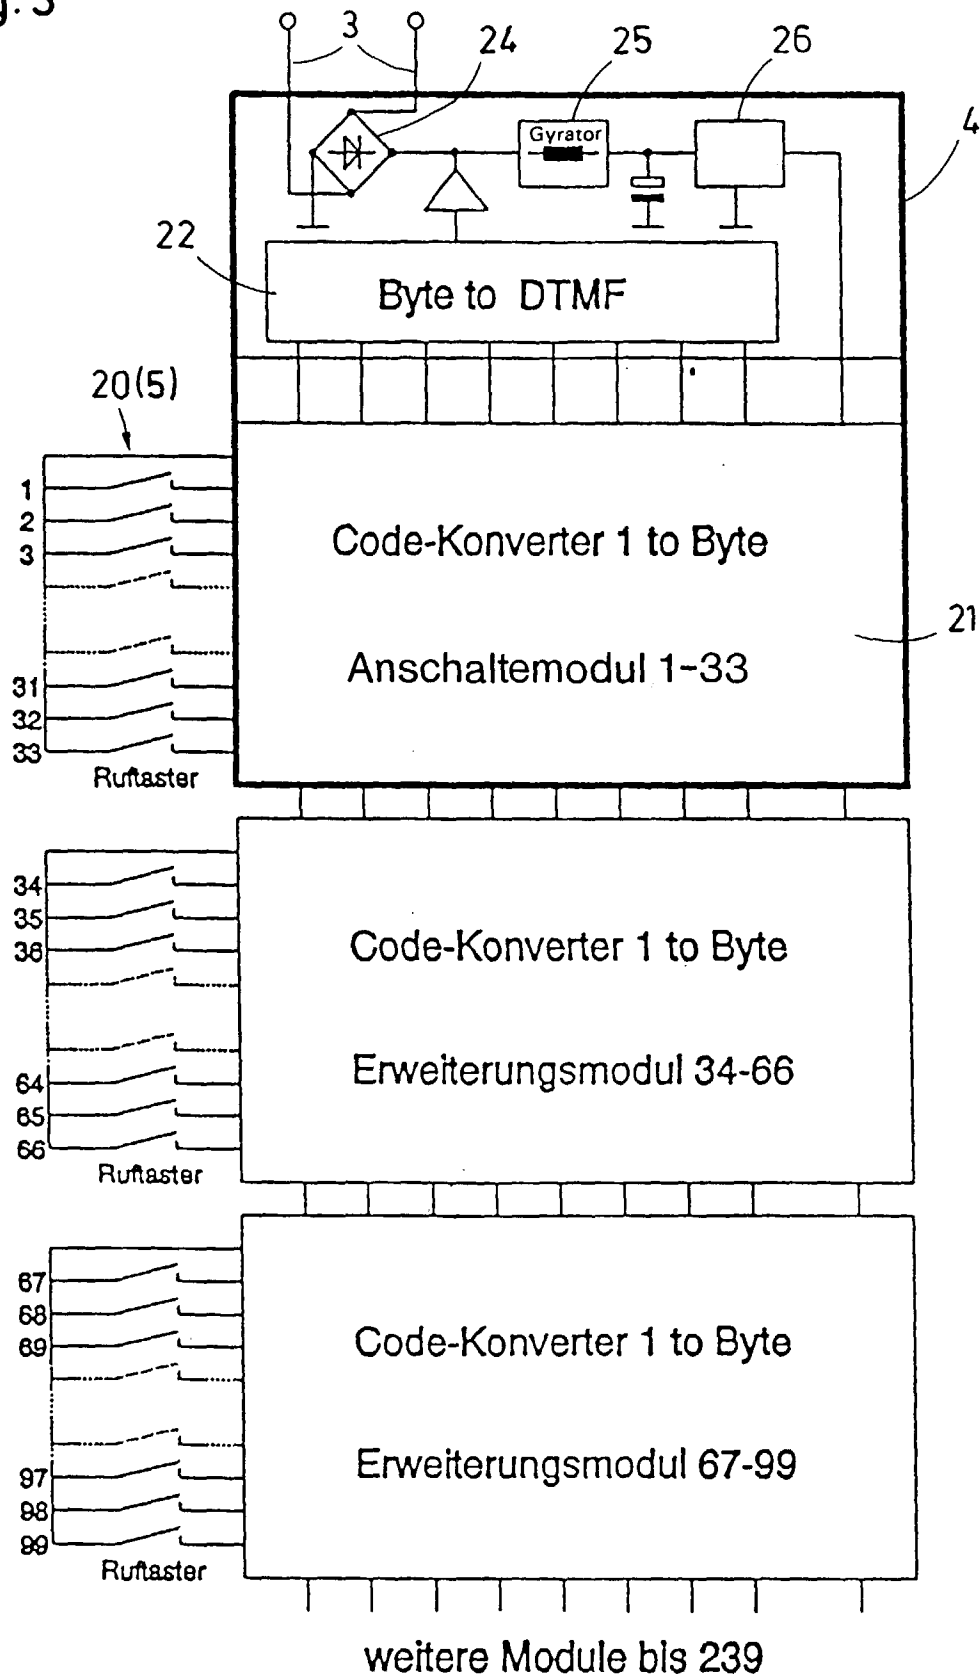 g. 3
3
24
25
26
4
Gyrator
22
Byte to DTMF
20(5)
1
2
3
Code-Konverter 1 to Byte
21
Anschaltemodul 1-33
31
32
33
Ruftaster
34
35
38
Code-Konverter 1 to Byte
Erweiterungsmodul 34-66
64
65
66
Ruftaster
67
68
69
Code-Konverter 1 to Byte
Erweiterungsmodul 67-99
97
98
99
Ruftaster
weitere Module bis 239